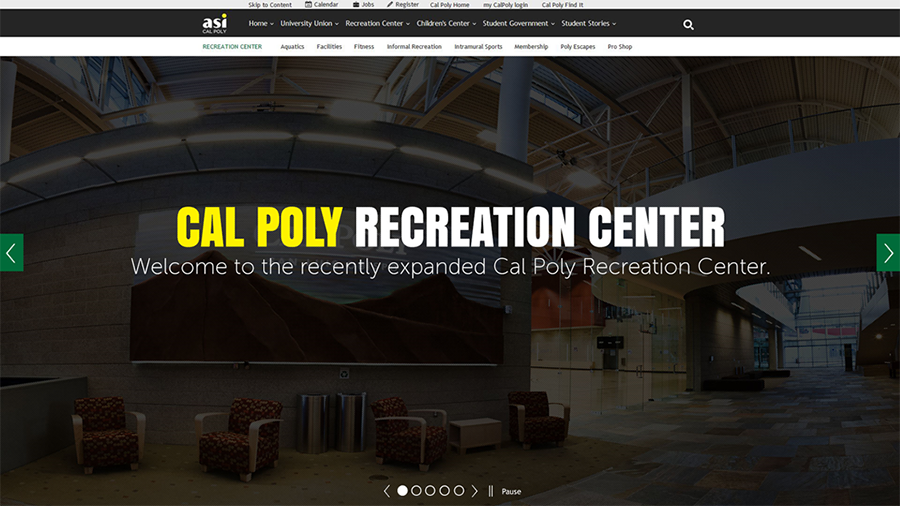 Skip to Content Calendar Jobs Register Cal Poly Home my CalPoly login Cal Poly Find It
asi
CAL POLY
Home University Union Recreation Center Children's Center Student Government Student Stories
RECREATION CENTER Aquatics Facilities Fitness Informal Recreation Intramural Sports Membership Poly Escapes Pro Shop
CAL POLY RECREATION CENTER
Welcome to the recently expanded Cal Poly Recreation Center.
Pause